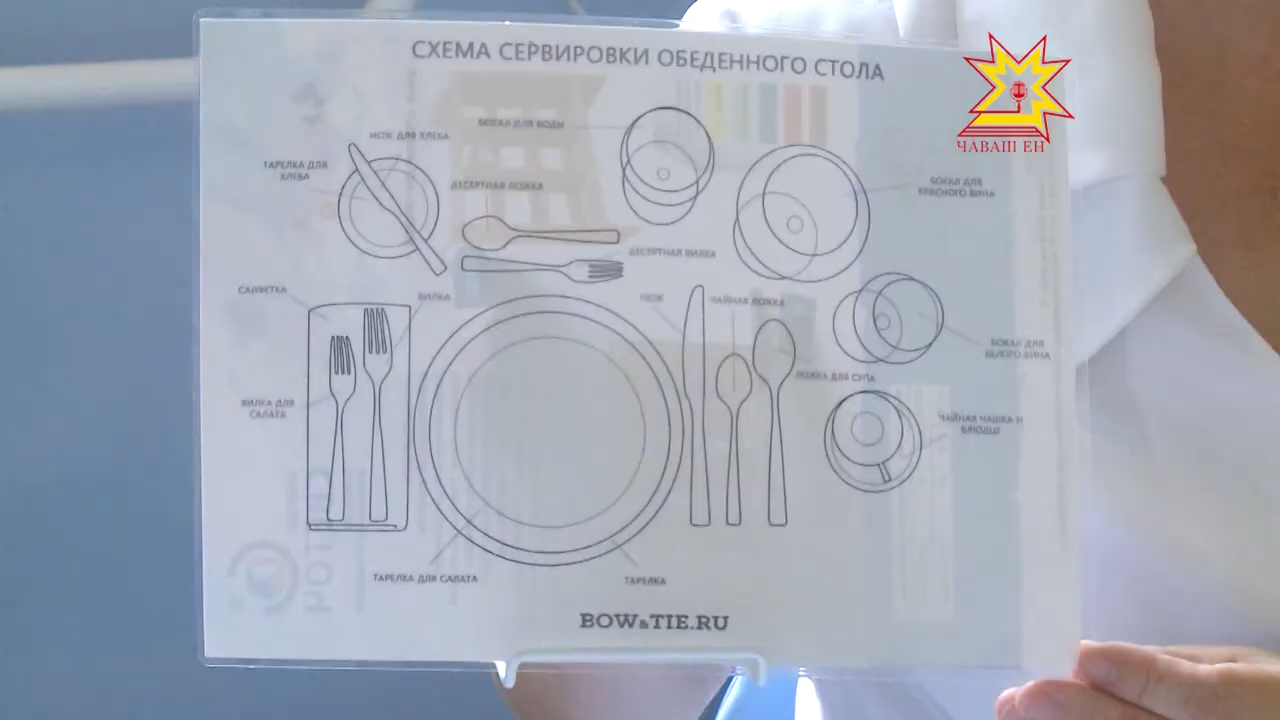 СХЕМА СЕРВИРОВКИ ОБЕДЕННОГО СТОЛА
ЧӐВАШ ЕН
БОКАЛ ДЛЯ ВОДЫ
НОЖ ДЛЯ ХЛЕБА
ТАРЕЛКА ДЛЯ
ХЛЕБА
ДЕСЕРТНАЯ ЛОЖКА
БОКАЛ ДЛЯ
КРАСНОГО ВИНА
ДЕСЕРТНАЯ ВИЛКА
САЛФЕТКА
ВИЛКА
НОЖ
ЧАЙНАЯ ЛОЖКА
БОКАЛ ДЛЯ
БЕЛОГО ВИНА
ЛОЖКА ДЛЯ СУПА
ВИЛКА ДЛЯ
САЛАТА
ЧАЙНАЯ ЧАШКА И
БЛЮДЦЕ
ТАРЕЛКА ДЛЯ САЛАТА
ТАРЕЛКА
BOW&TIE.RU